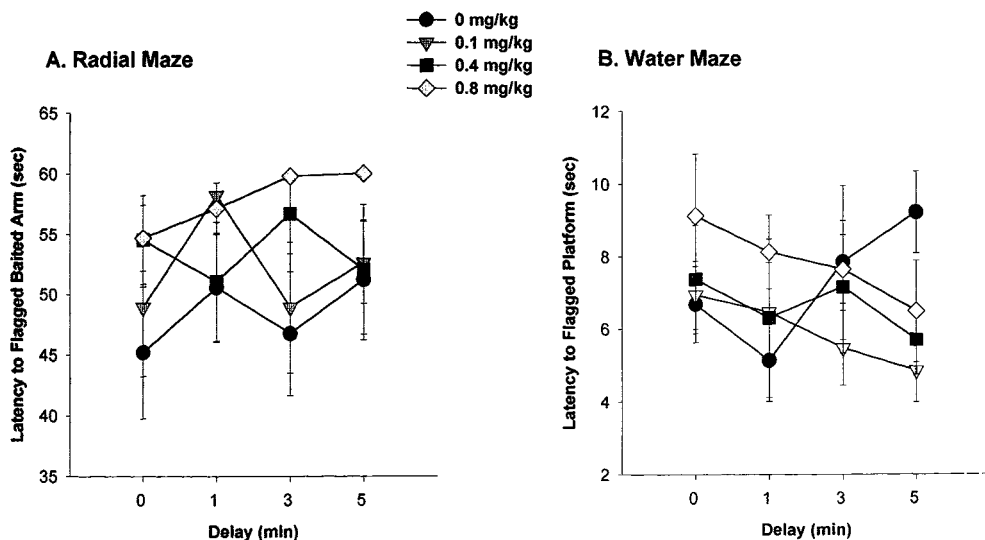 0 mg/kg
0.1 mg/kg
0.4 mg/kg
0.8 mg/kg
A. Radial Maze
Latency to Flagged Baited Arm (sec)
65
60
55
50
45
40
35
0 1 3 5
Delay (min)
B. Water Maze
Latency to Flagged Platform (sec)
12
10
8
6
4
2
0 1 3 5
Delay (min)